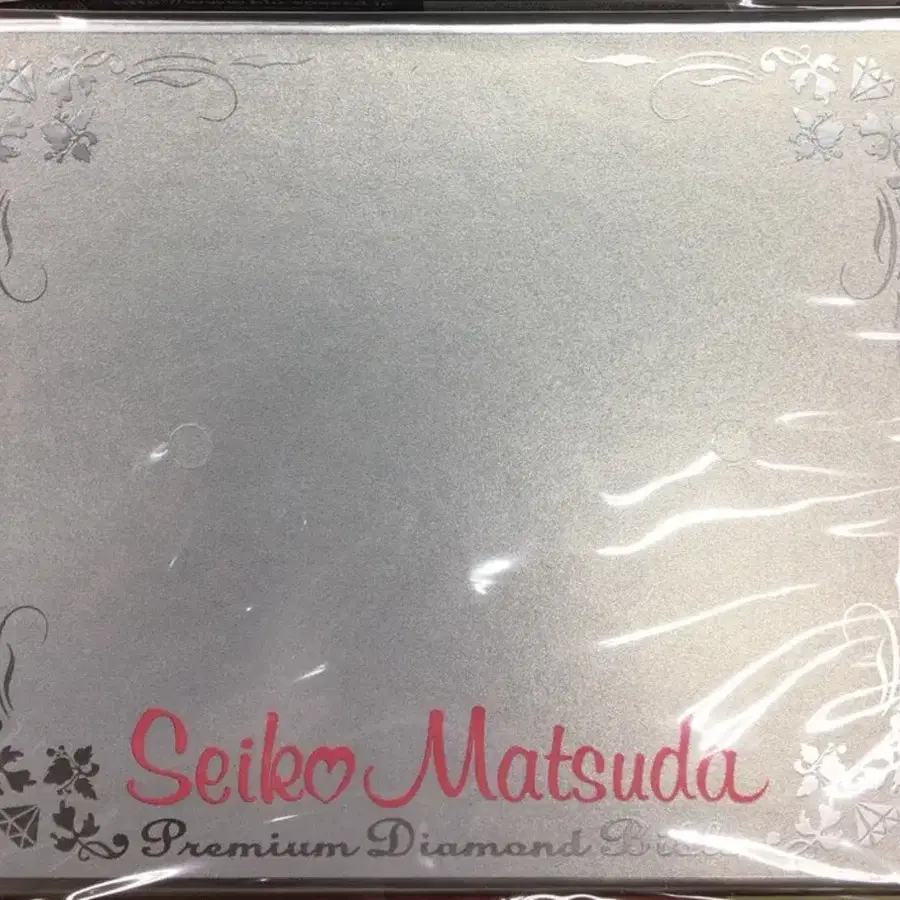 Seiko Matsuda
Premium Diamond